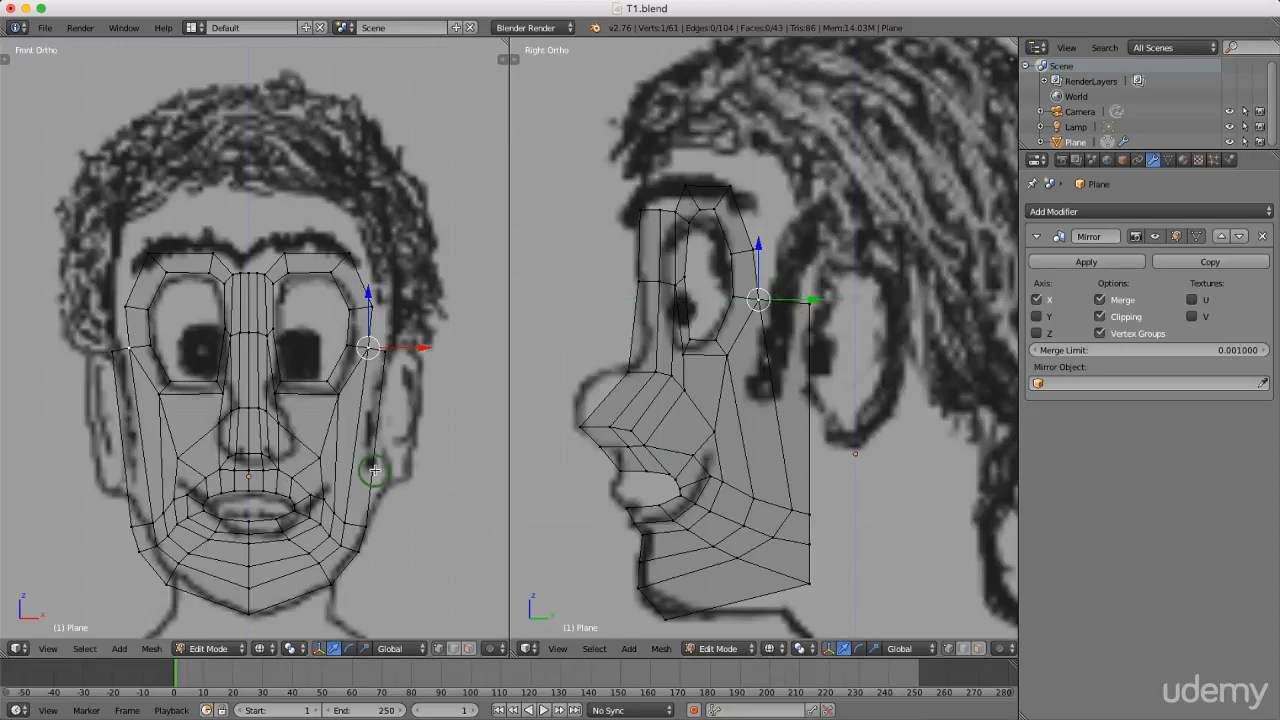 T1.blend
File Render Window Help Default Scene Blender Render v2.76 | Verts:1/61 | Edges:0/104 | Faces:0/43 | Tris:86 | Mem:14.03M | Plane
Front Ortho
Right Ortho
View Search All Scenes
Scene
RenderLayers
World
Camera
Lamp
Plane
Plane
Add Modifier
Mirror
Apply Copy
Axis: Options: Textures:
X Merge U
Y Clipping V
Z Vertex Groups
Merge Limit: 0.001000
Mirror Object:
z
x
(1) Plane
z
y
(1) Plane
View Select Add Mesh Edit Mode Global
View Select Add Mesh Edit Mode Global
-50 -40 -30 -20 -10 0 10 20 30 40 50 60 70 80 90 100 110 120 130 140 150 160 170 180 190 200 210 220 230 240 250 260 270 280
View Marker Frame Playback Start: 1 End: 250 1 No Sync
udemy